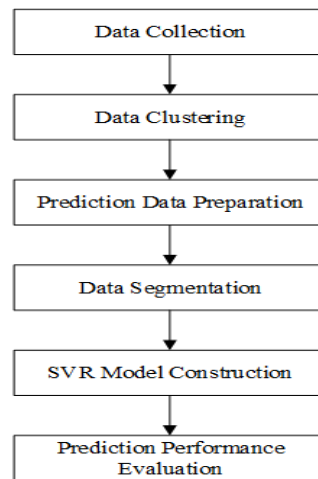 Data Collection
Data Clustering
Prediction Data Preparation
Data Segmentation
SVR Model Construction
Prediction Performance
Evaluation